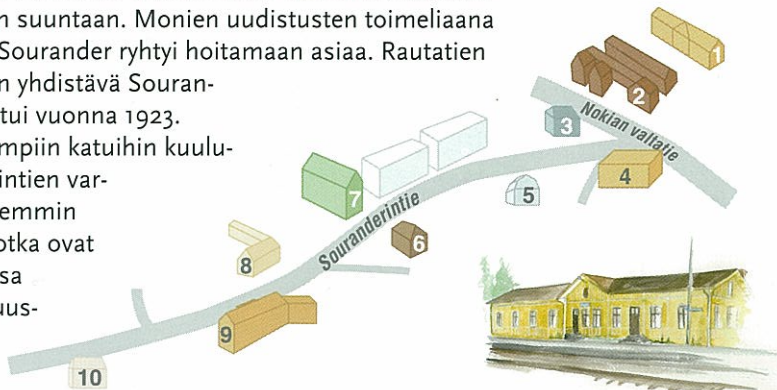 n suuntaan. Monien uudistusten toimeliaana
Sourander ryhtyi hoitamaan asiaa. Rautatien
n yhdistävä Souran-
tui vuonna 1923.
mpiin katuihin kuulu-
intien var-
emmin
otka ovat
sa
uus-
1
2
3
Nokian valtatie
4
5
7
Souranderintie
6
8
9
10